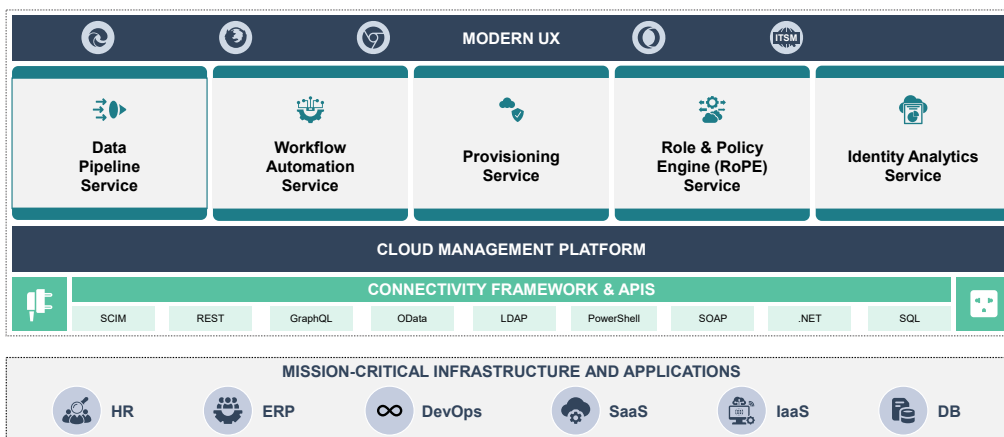 MODERN UX
ITSM
Data
Pipeline
Service
Workflow
Automation
Service
Provisioning
Service
Role & Policy
Engine (RoPE)
Service
Identity Analytics
Service
CLOUD MANAGEMENT PLATFORM
CONNECTIVITY FRAMEWORK & APIS
SCIM
REST
GraphQL
OData
LDAP
PowerShell
SOAP
.NET
SQL
MISSION-CRITICAL INFRASTRUCTURE AND APPLICATIONS
HR
ERP
DevOps
SaaS
IaaS
DB